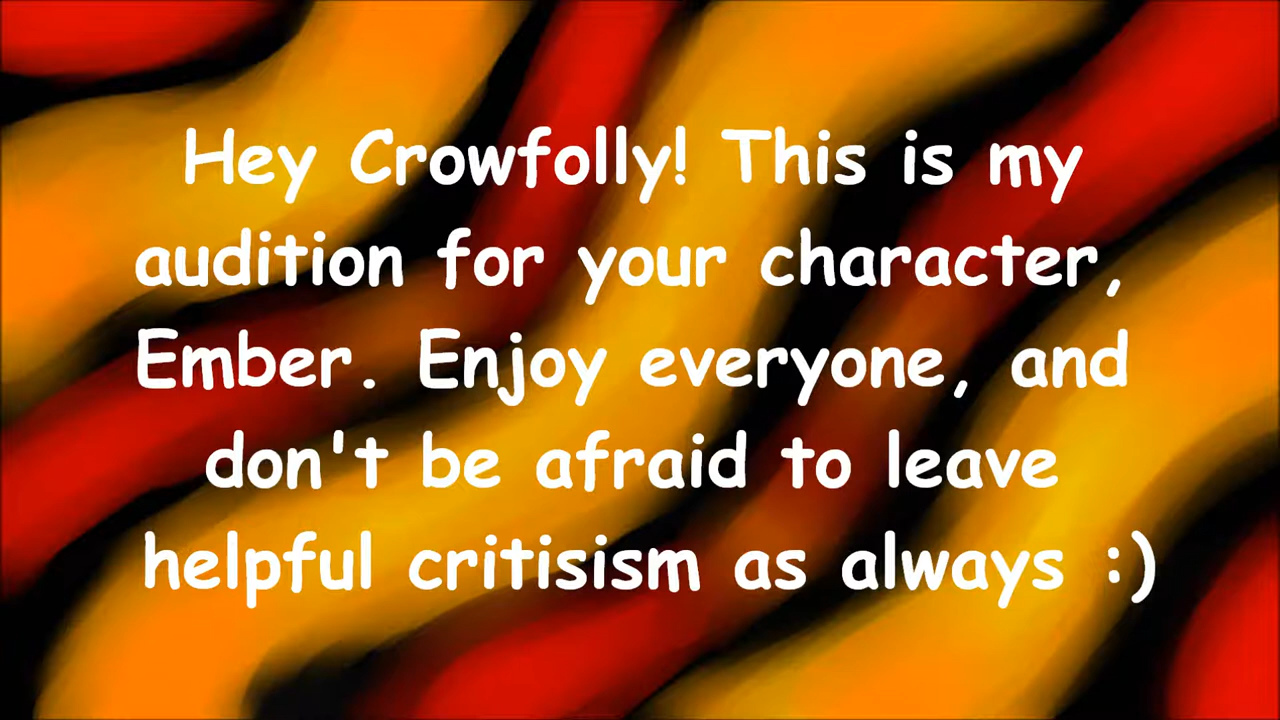 Hey Crowfolly! This is my
audition for your character,
Ember. Enjoy everyone, and
don't be afraid to leave
helpful critisism as always :)